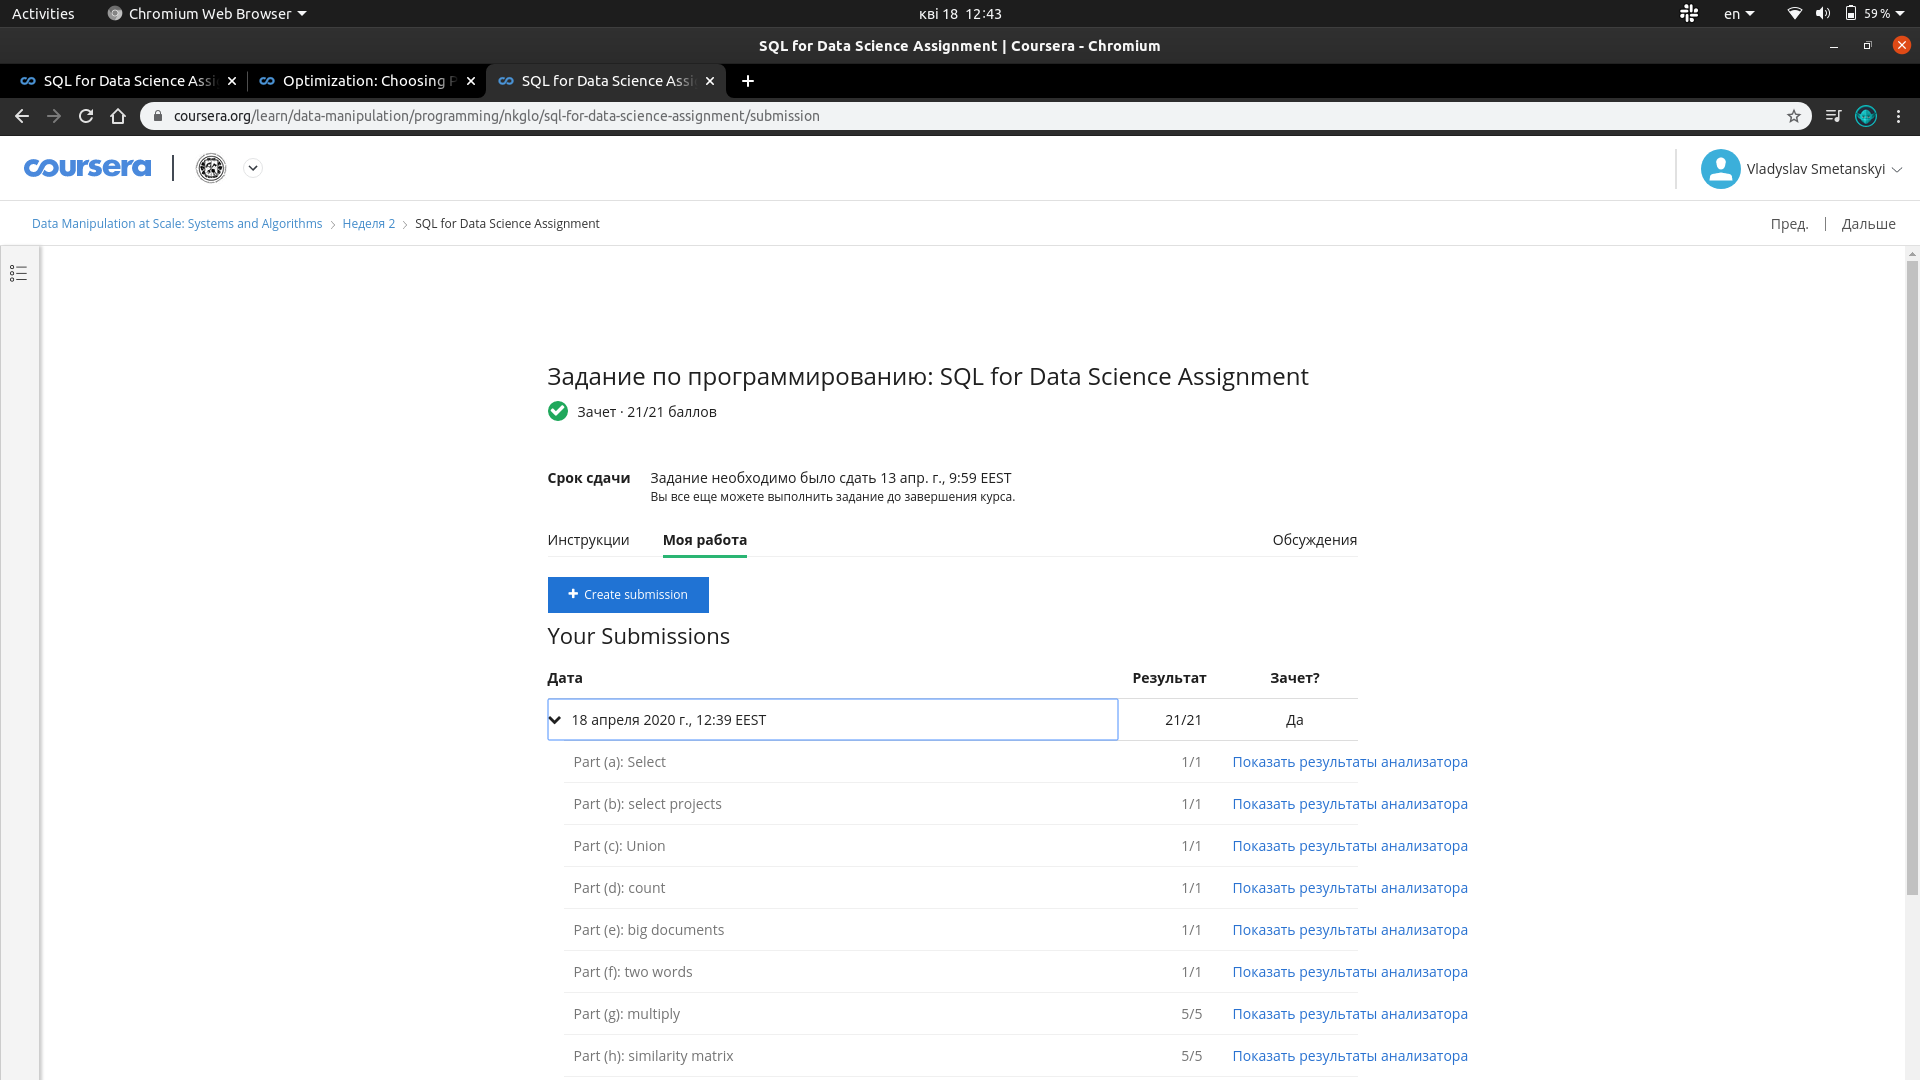 Activities Chromium Web Browser кві 18 12:43 en 59 %
SQL for Data Science Assignment | Coursera - Chromium
SQL for Data Science Assi Optimization: Choosing P SQL for Data Science Assi
coursera.org/learn/data-manipulation/programming/nkglo/sql-for-data-science-assignment/submission
coursera Vladyslav Smetanskyi
Data Manipulation at Scale: Systems and Algorithms Неделя 2 SQL for Data Science Assignment Пред. | Дальше
Задание по программированию: SQL for Data Science Assignment
Зачет · 21/21 баллов
Срок сдачи Задание необходимо было сдать 13 апр. г., 9:59 EEST
Вы все еще можете выполнить задание до завершения курса.
Инструкции Моя работа Обсуждения
+ Create submission
Your Submissions
Дата Результат Зачет?
18 апреля 2020 г., 12:39 EEST 21/21 Да
Part (a): Select 1/1 Показать результаты анализатора
Part (b): select projects 1/1 Показать результаты анализатора
Part (c): Union 1/1 Показать результаты анализатора
Part (d): count 1/1 Показать результаты анализатора
Part (e): big documents 1/1 Показать результаты анализатора
Part (f): two words 1/1 Показать результаты анализатора
Part (g): multiply 5/5 Показать результаты анализатора
Part (h): similarity matrix 5/5 Показать результаты анализатора